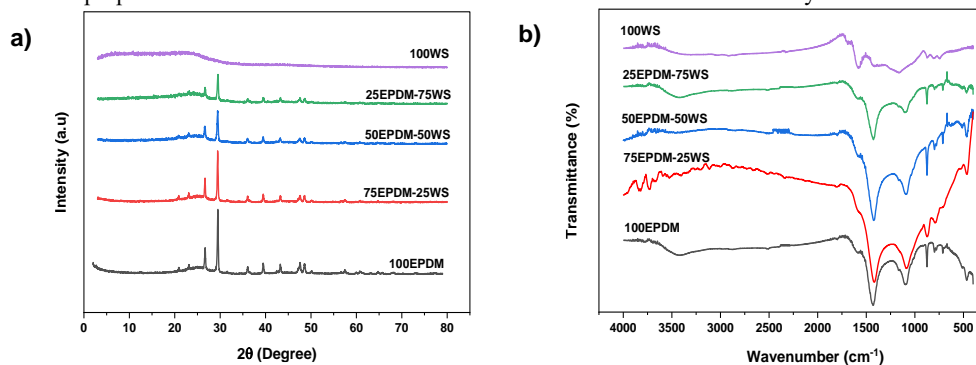 a)
100WS
25EPDM-75WS
50EPDM-50WS
75EPDM-25WS
100EPDM
Intensity (a.u)
0 10 20 30 40 50 60 70 80
2θ (Degree)
b)
100WS
25EPDM-75WS
50EPDM-50WS
75EPDM-25WS
100EPDM
Transmittance (%)
4000 3500 3000 2500 2000 1500 1000 500
Wavenumber (cm⁻¹)